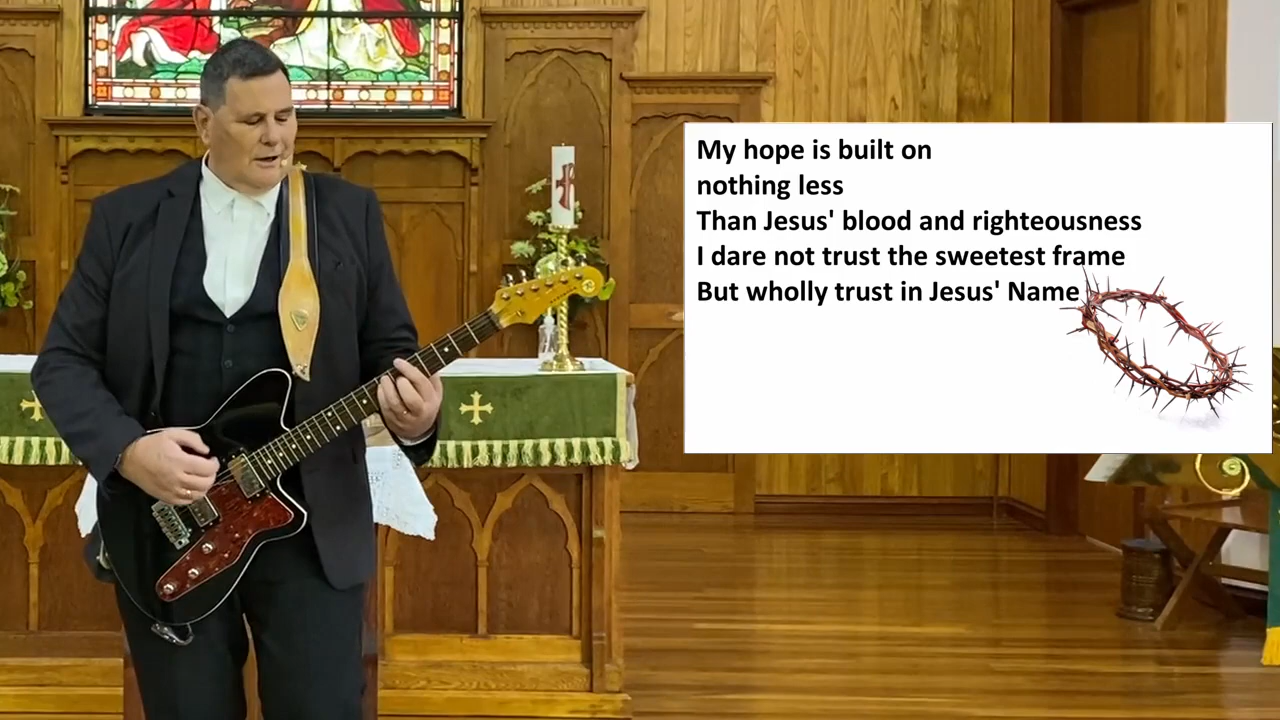 My hope is built on
nothing less
Than Jesus' blood and righteousness
I dare not trust the sweetest frame
But wholly trust in Jesus' Name